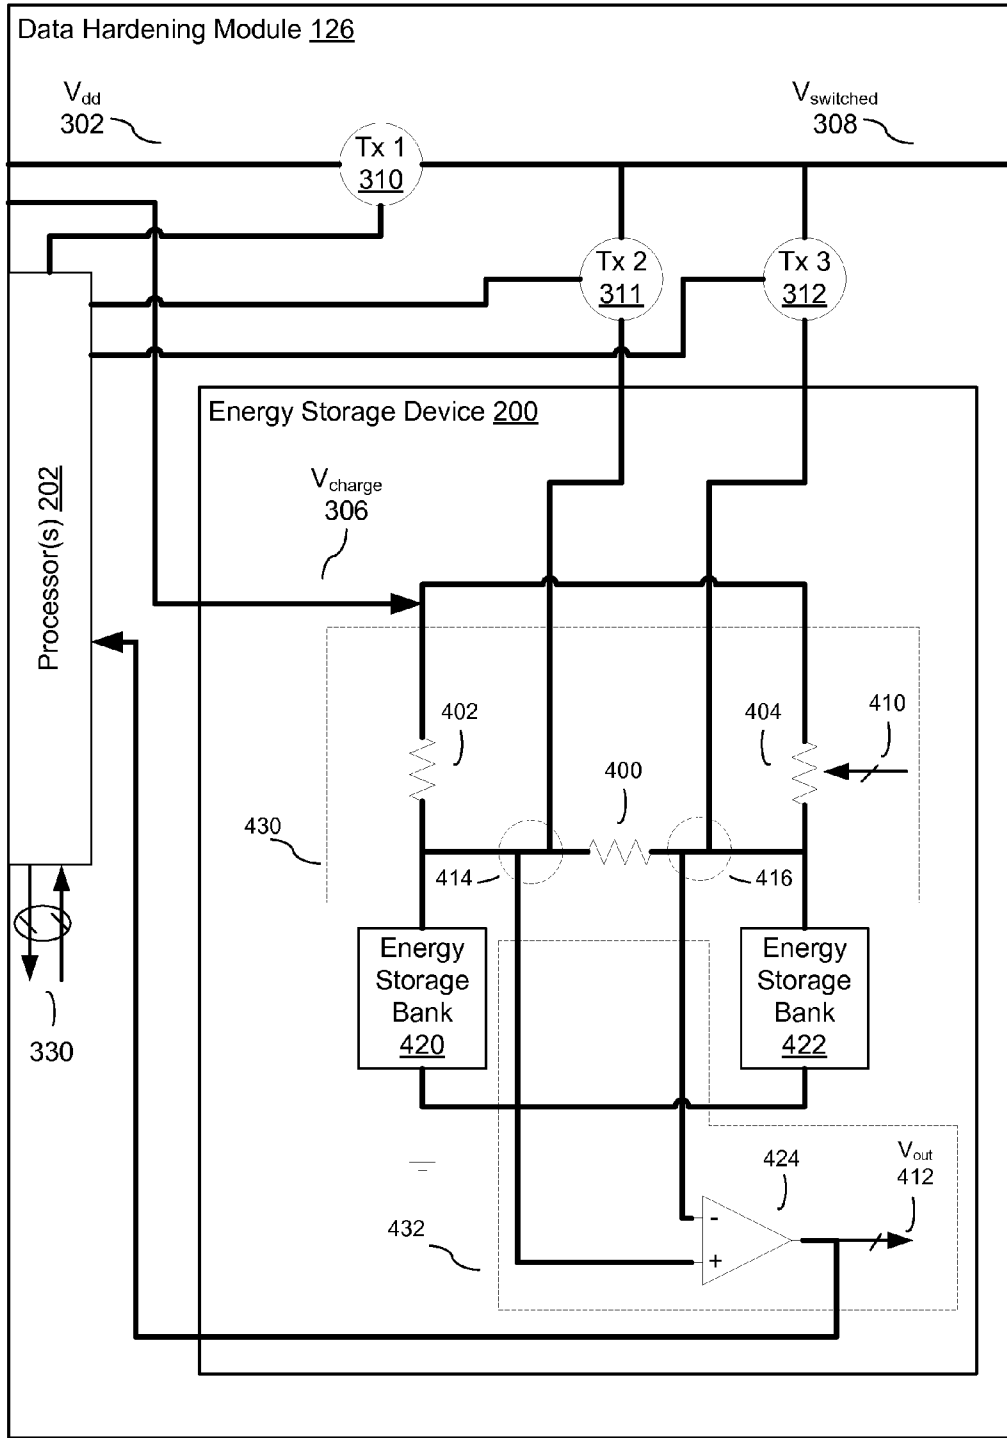 Data Hardening Module 126
Vdd
302
Vswitched
308
Tx 1
310
Tx 2
311
Tx 3
312
Energy Storage Device 200
Processor(s) 202
Vcharge
306
402
404
410
400
430
414
416
Energy
Storage
Bank
420
Energy
Storage
Bank
422
330
424
Vout
412
432
-
+